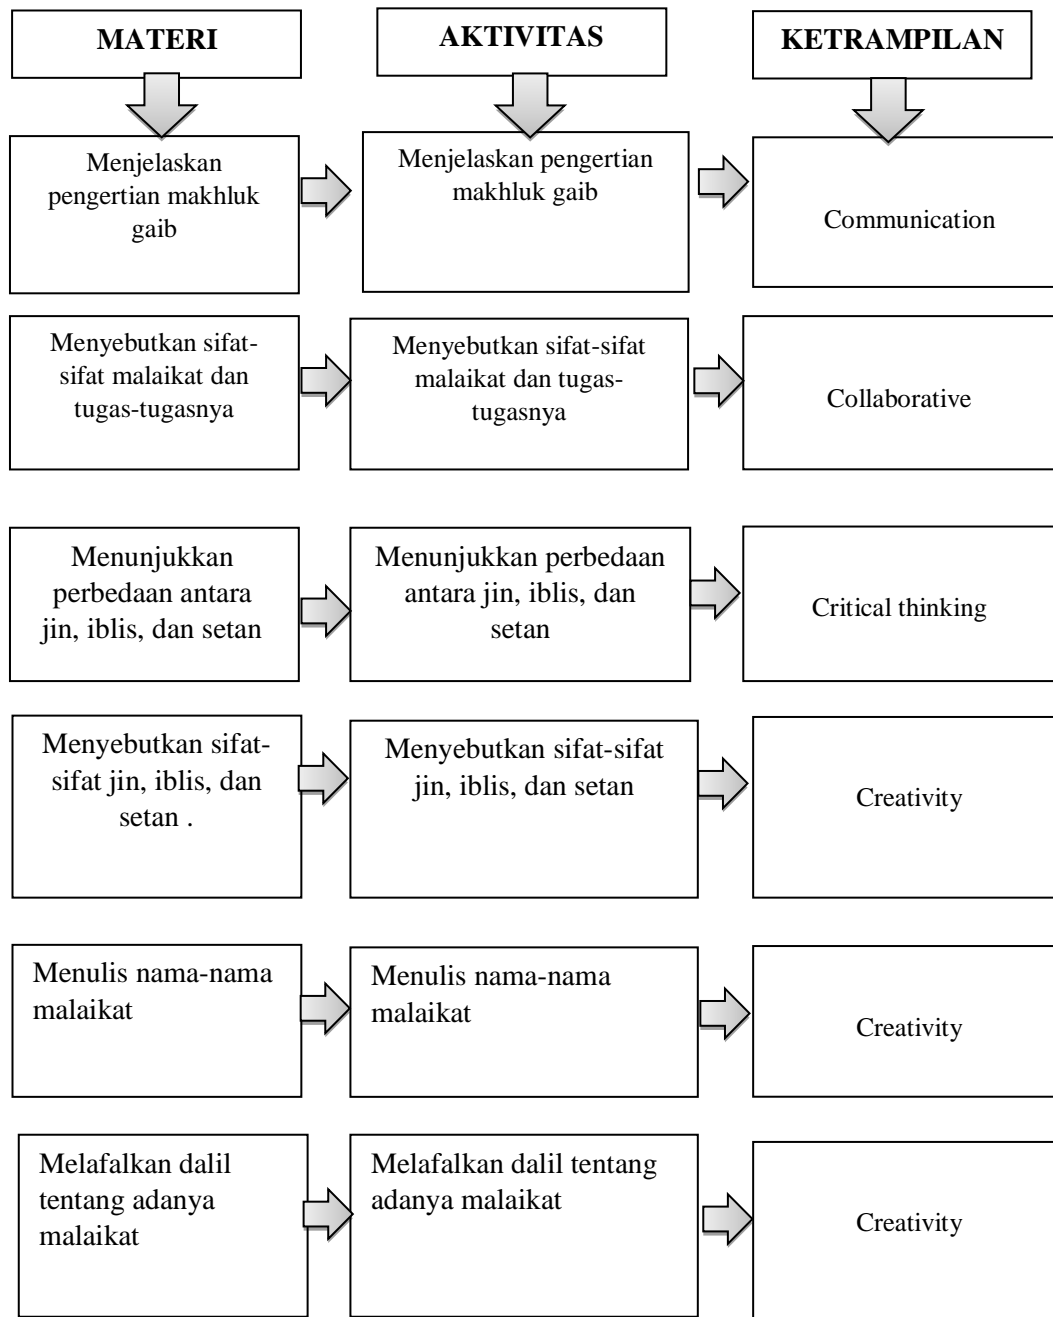 MATERI
AKTIVITAS
KETRAMPILAN
Menjelaskan
pengertian makhluk
gaib
Menjelaskan pengertian
makhluk gaib
Communication
Menyebutkan sifat-
sifat malaikat dan
tugas-tugasnya
Menyebutkan sifat-sifat
malaikat dan tugas-
tugasnya
Collaborative
Menunjukkan
perbedaan antara
jin, iblis, dan setan
Menunjukkan perbedaan
antara jin, iblis, dan
setan
Critical thinking
Menyebutkan sifat-
sifat jin, iblis, dan
setan .
Menyebutkan sifat-sifat
jin, iblis, dan setan
Creativity
Menulis nama-nama
malaikat
Menulis nama-nama
malaikat
Creativity
Melafalkan dalil
tentang adanya
malaikat
Melafalkan dalil tentang
adanya malaikat
Creativity